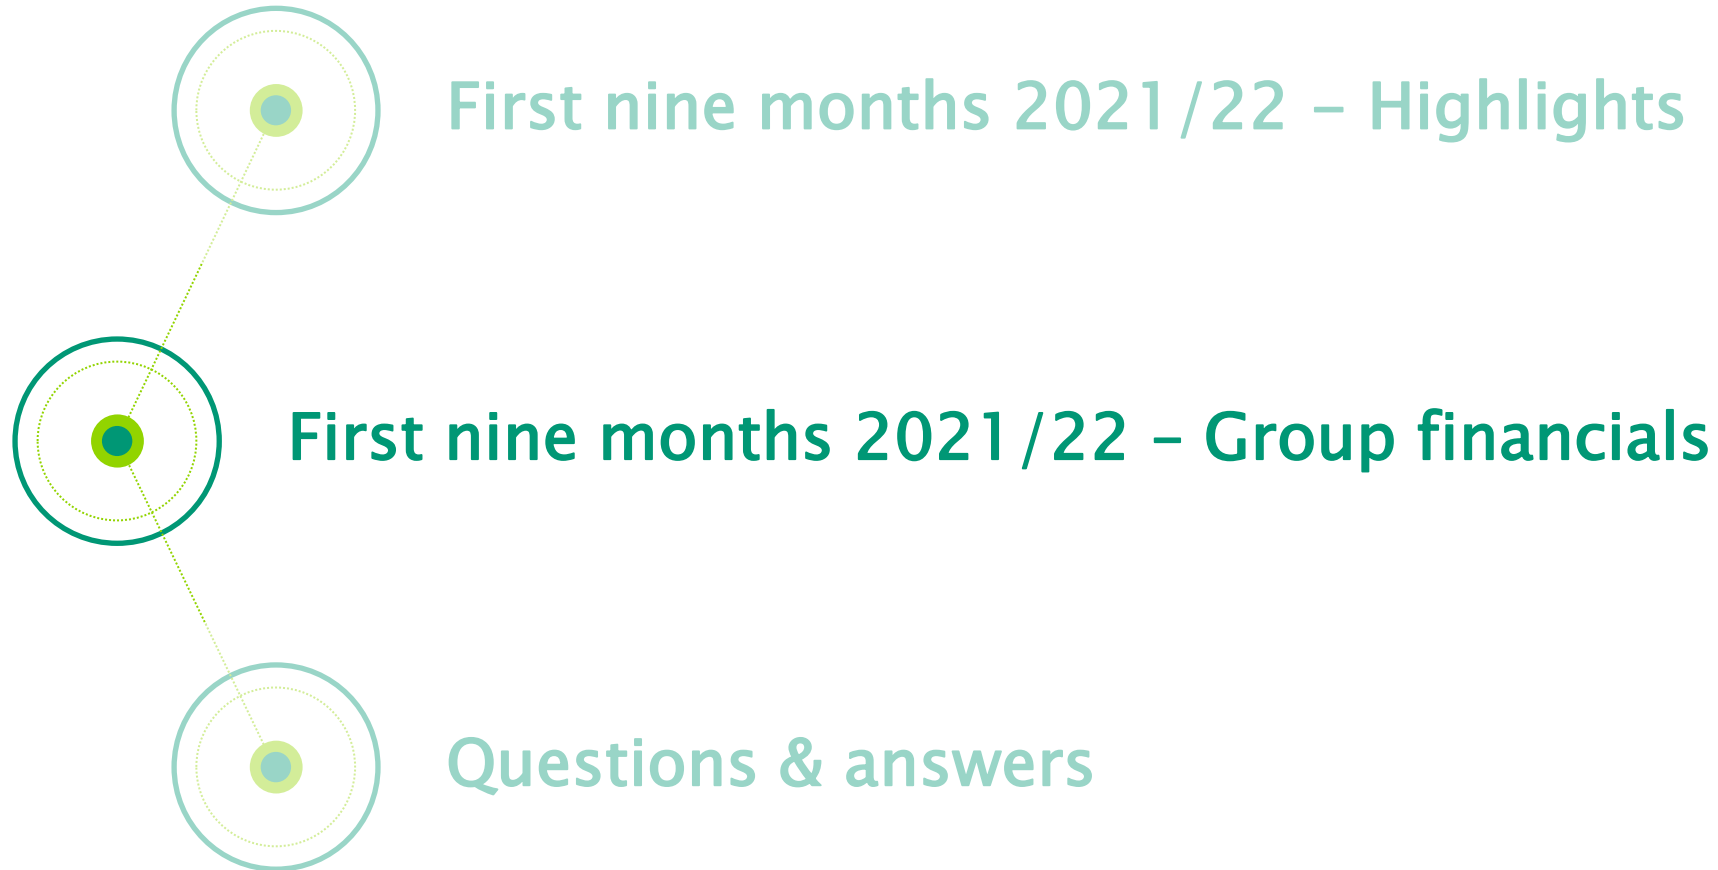 First nine months 2021/22 – Highlights
First nine months 2021/22 – Group financials
Questions & answers